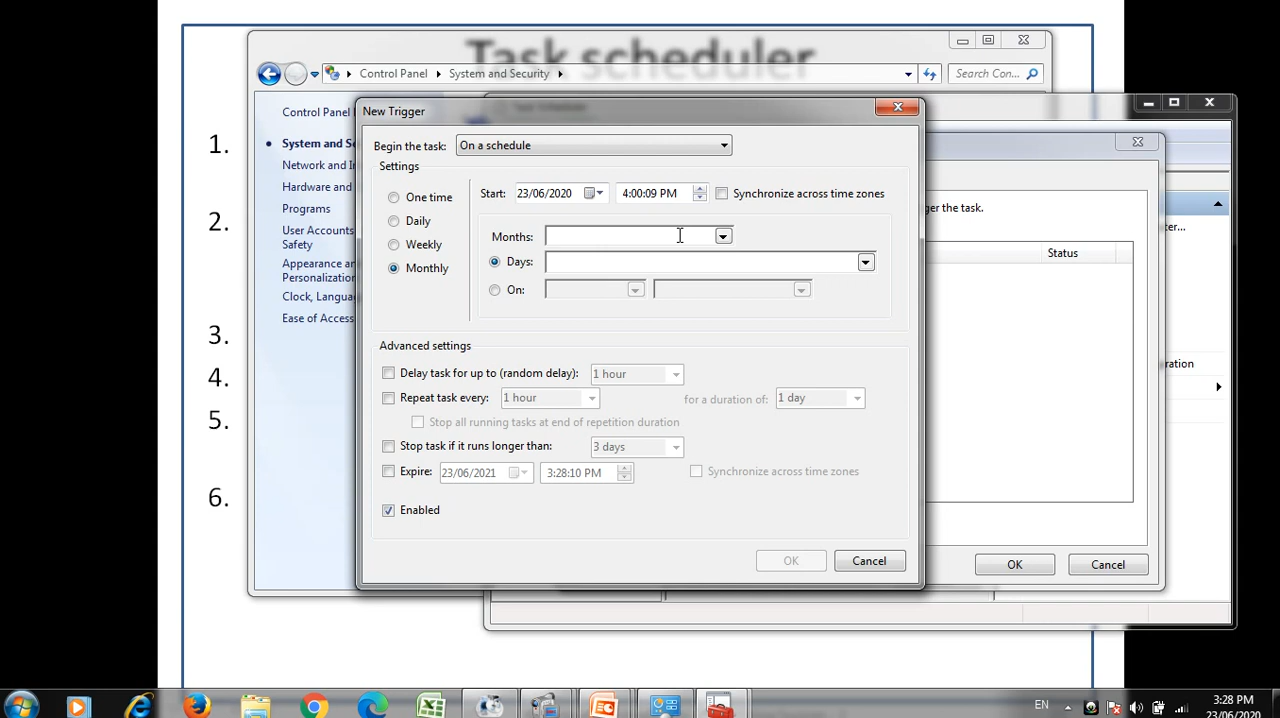 Task scheduler
Control Panel System and Security Search Con...
New Trigger
Control Panel
System and S
Network and In
Hardware and
Programs
User Accounts
Safety
Appearance an
Personalization
Clock, Languag
Ease of Access
1.
2.
3.
4.
5.
6.
Begin the task: On a schedule
Settings
One time
Daily
Weekly
Monthly
Start: 23/06/2020 4:00:09 PM Synchronize across time zones
Months:
Days:
On:
Advanced settings
Delay task for up to (random delay): 1 hour
Repeat task every: 1 hour for a duration of: 1 day
Stop all running tasks at end of repetition duration
Stop task if it runs longer than: 3 days
Expire: 23/06/2021 3:28:10 PM Synchronize across time zones
Enabled
OK Cancel
ger the task.
Status
OK Cancel
er...
ration
EN
3:28 PM
23/06/2020